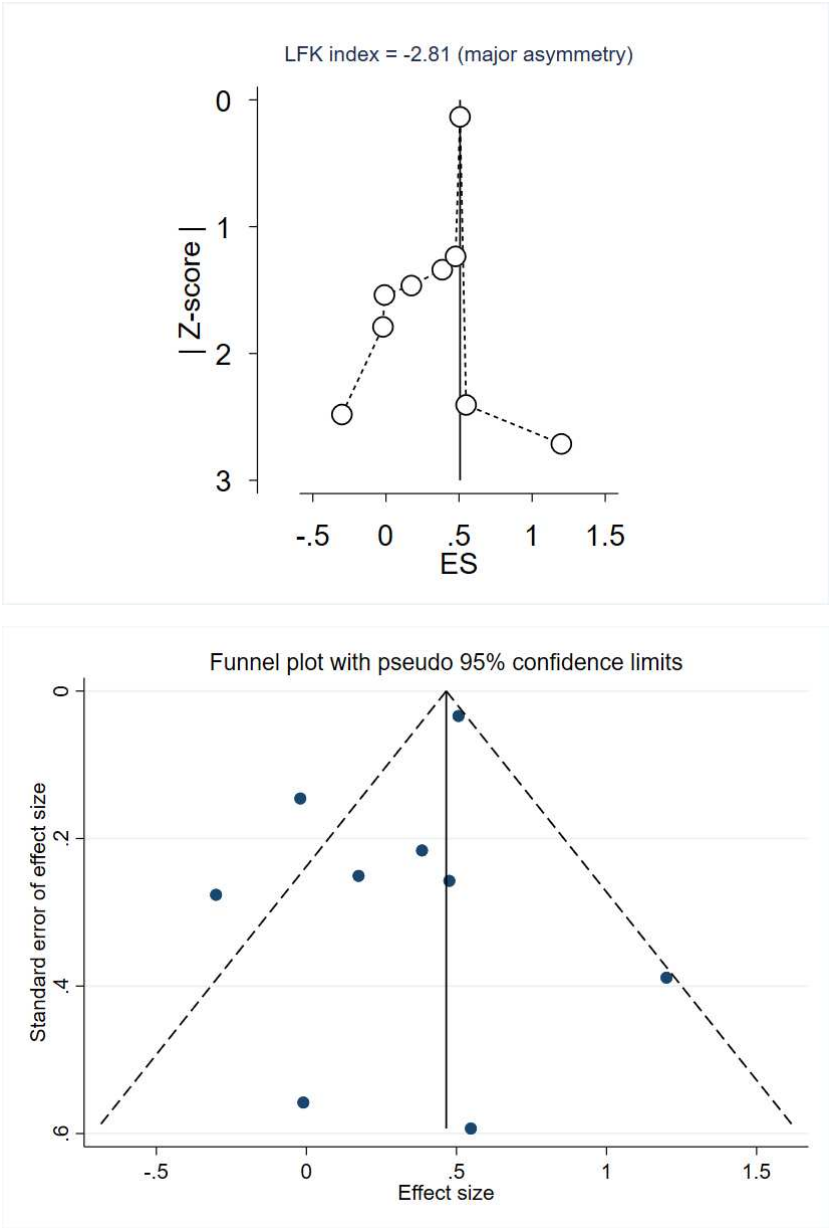 LFK index = -2.81 (major asymmetry)
0
1
2
3
| Z-score |
-.5 0 .5 1 1.5
ES
Funnel plot with pseudo 95% confidence limits
0
.2
.4
.6
Standard error of effect size
-.5 0 .5 1 1.5
Effect size